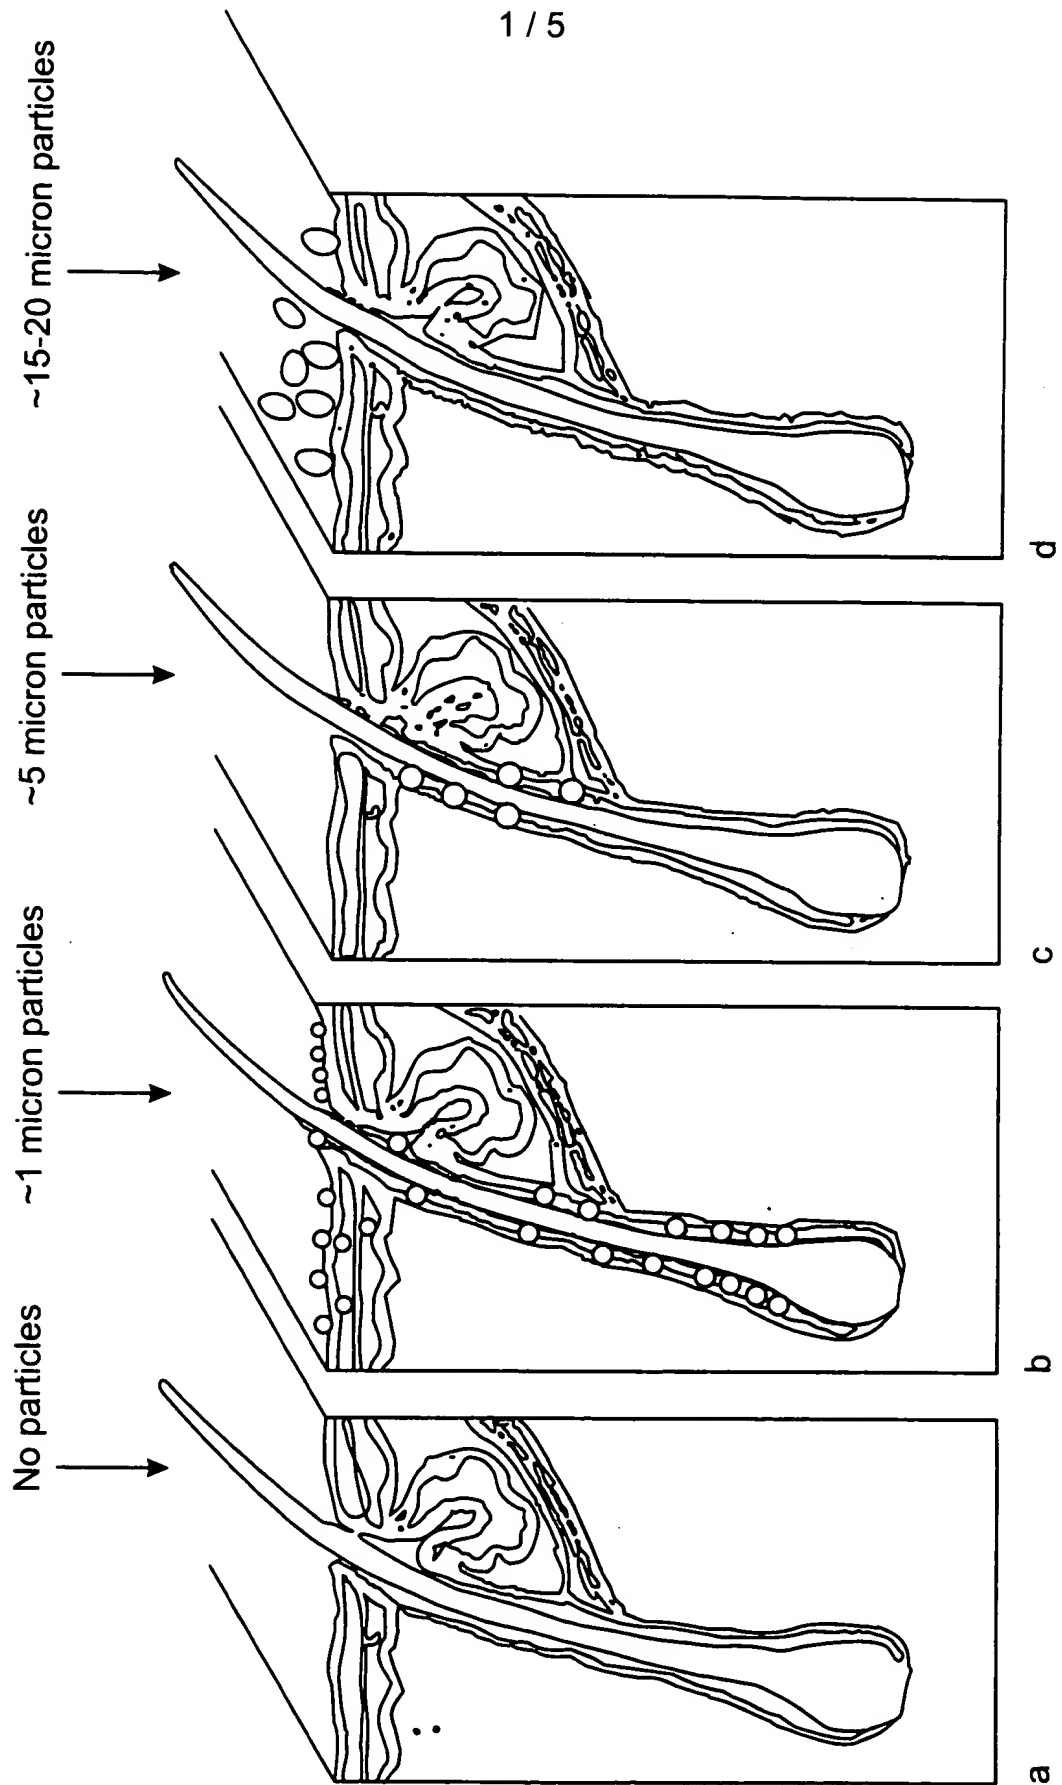 1 / 5
No particles
~1 micron particles
~5 micron particles
~15-20 micron particles
a
b
c
d